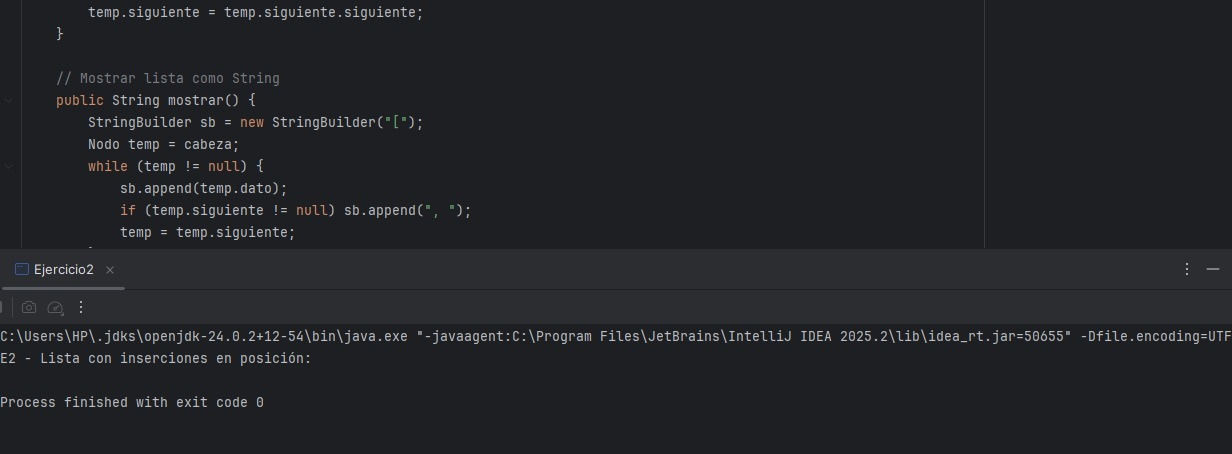 temp.siguiente = temp.siguiente.siguiente;
}
// Mostrar lista como String
public String mostrar() {
StringBuilder sb = new StringBuilder("[");
Nodo temp = cabeza;
while (temp != null) {
sb.append(temp.dato);
if (temp.siguiente != null) sb.append(", ");
temp = temp.siguiente;
Ejercicio2
C:\Users\HP\.jdks\openjdk-24.0.2+12-54\bin\java.exe "-javaagent:C:\Program Files\JetBrains\IntelliJ IDEA 2025.2\lib\idea_rt.jar=50655" -Dfile.encoding=UTF
E2 - Lista con inserciones en posición:
Process finished with exit code 0